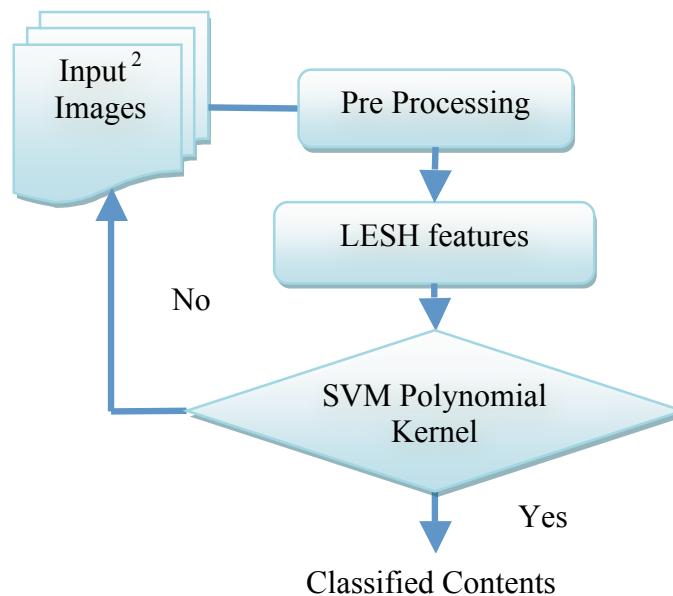 Input ²
Images
Pre Processing
LESH features
No
SVM Polynomial
Kernel
Yes
Classified Contents